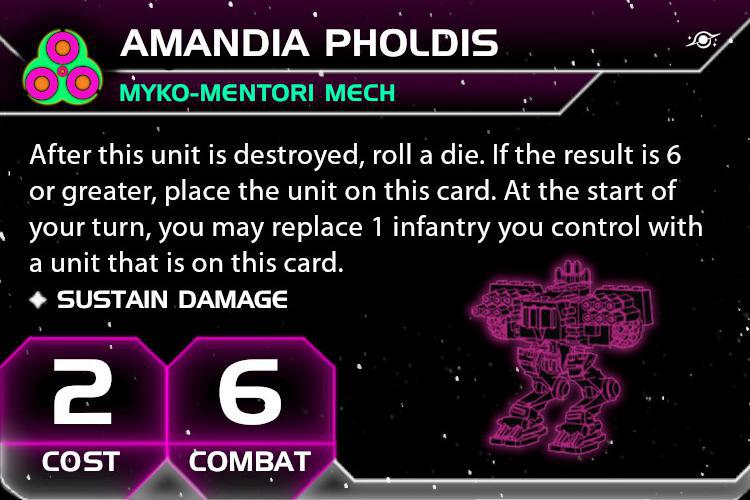 AMANDIA PHOLDIS
MYKO-MENTORI MECH
After this unit is destroyed, roll a die. If the result is 6
or greater, place the unit on this card. At the start of
your turn, you may replace 1 infantry you control with
a unit that is on this card.
SUSTAIN DAMAGE
2
COST
6
COMBAT